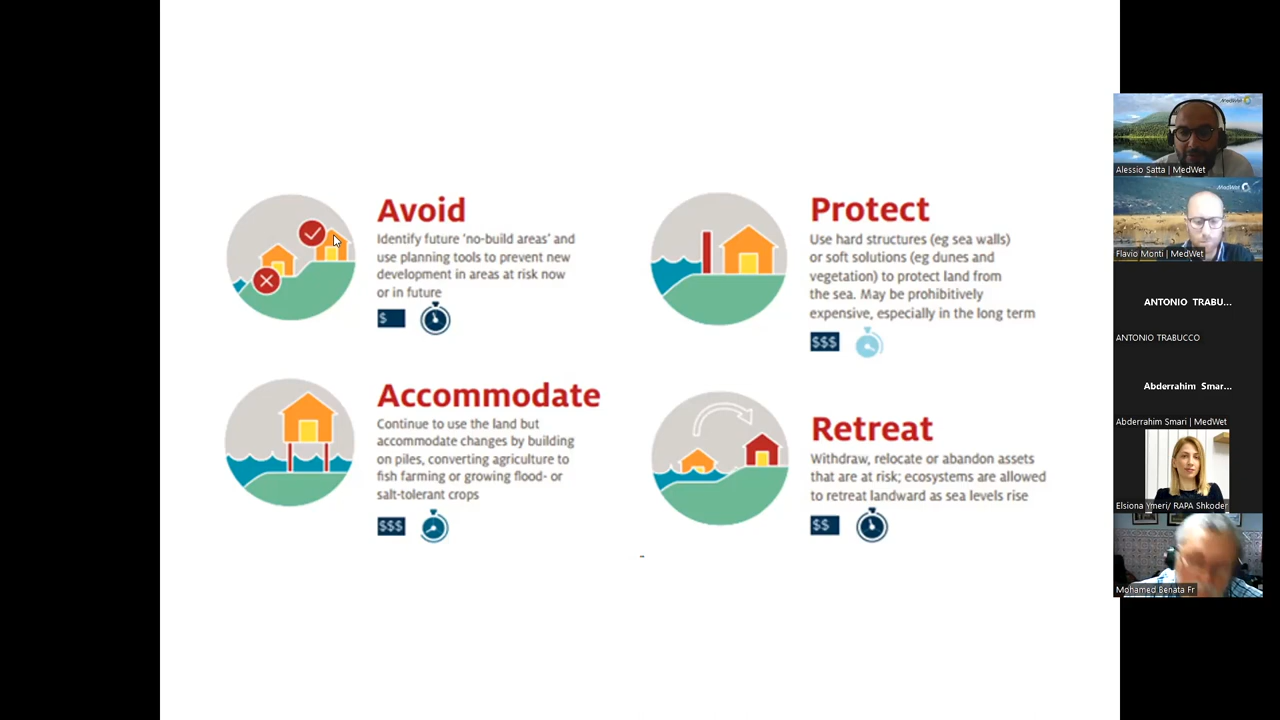 Avoid
Identify future 'no-build areas' and
use planning tools to prevent new
development in areas at risk now
or in future
$
Protect
Use hard structures (eg sea walls)
or soft solutions (eg dunes and
vegetation) to protect land from
the sea. May be prohibitively
expensive, especially in the long term
$$$
Accommodate
Continue to use the land but
accommodate changes by building
on piles, converting agriculture to
fish farming or growing flood- or
salt-tolerant crops
$$$
Retreat
Withdraw, relocate or abandon assets
that are at risk; ecosystems are allowed
to retreat landward as sea levels rise
$$
MedWet
Alessio Satta | MedWet
MedWet
Flavio Monti | MedWet
ANTONIO TRABU...
ANTONIO TRABUCCO
Abderrahim Smar...
Abderrahim Smari | MedWet
Elsiona Ymeri/ RAPA Shkoder
Mohamed Benata Fr